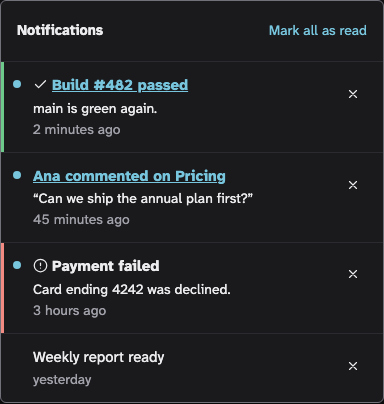 Notifications
Mark all as read
Build #482 passed
main is green again.
2 minutes ago
Ana commented on Pricing
“Can we ship the annual plan first?”
45 minutes ago
Payment failed
Card ending 4242 was declined.
3 hours ago
Weekly report ready
yesterday